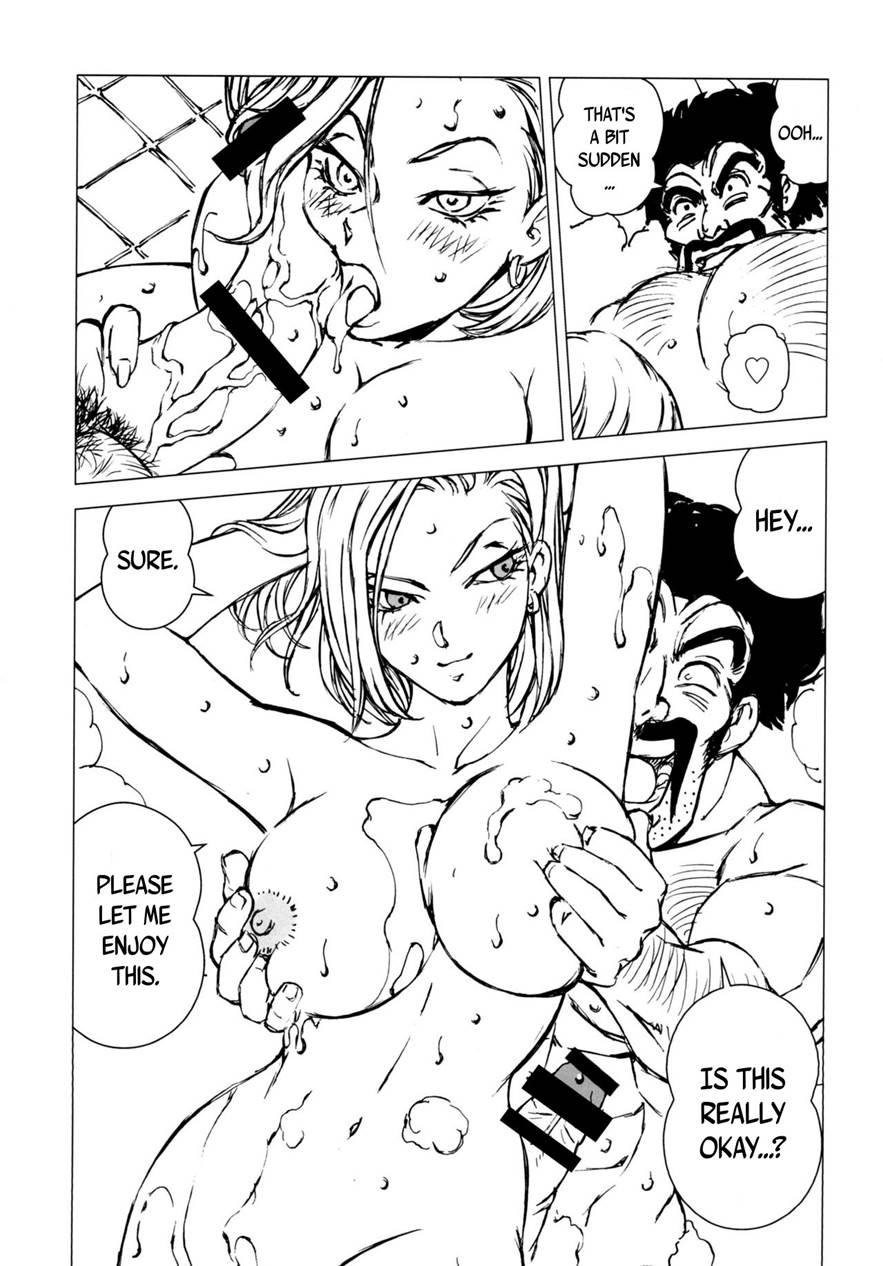 OOH...
THAT'S
A BIT
SUDDEN
...
HEY...
SURE.
PLEASE
LET ME
ENJOY
THIS.
IS THIS
REALLY
OKAY...?